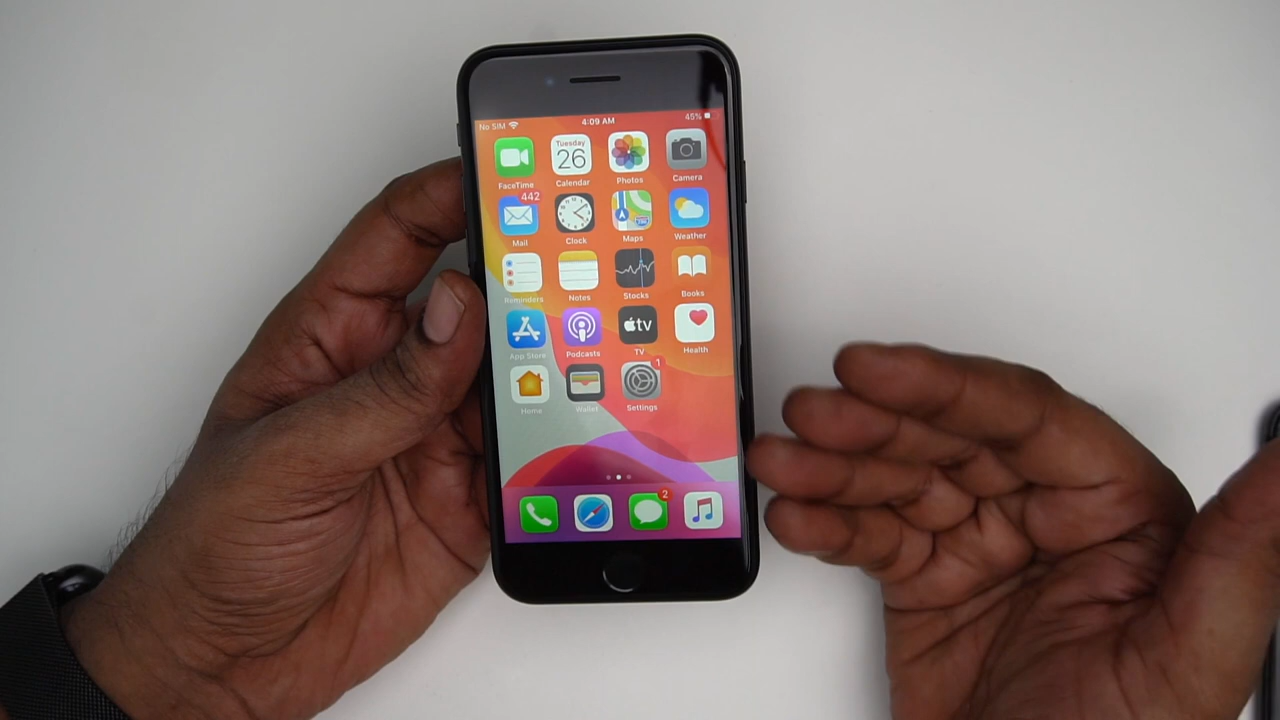 No SIM 4:09 AM 45%
Tuesday
26
FaceTime Calendar Photos Camera
442
Mail Clock Maps Weather
Reminders Notes Stocks Books
tv
App Store Podcasts TV Health
1
Home Wallet Settings
2